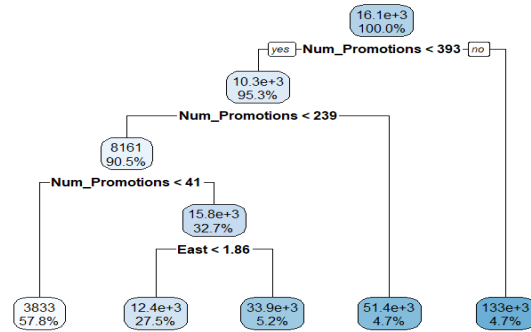 16.1e+3
100.0%
yes Num_Promotions < 393 no
10.3e+3
95.3%
Num_Promotions < 239
8161
90.5%
Num_Promotions < 41
15.8e+3
32.7%
East < 1.86
3833 12.4e+3 33.9e+3 51.4e+3 133e+3
57.8% 27.5% 5.2% 4.7% 4.7%